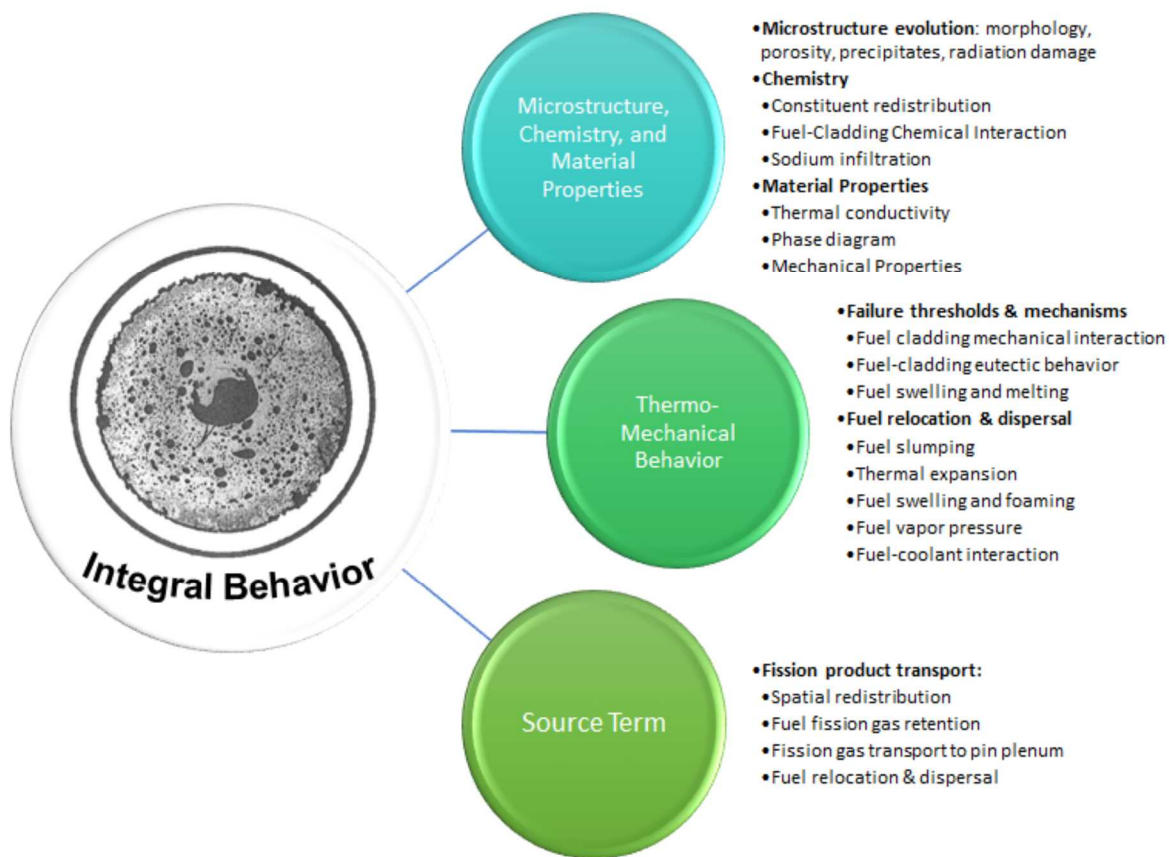 Integral Behavior
Microstructure,
Chemistry, and
Material
Properties
•Microstructure evolution: morphology,
porosity, precipitates, radiation damage
•Chemistry
•Constituent redistribution
•Fuel-Cladding Chemical Interaction
•Sodium infiltration
•Material Properties
•Thermal conductivity
•Phase diagram
•Mechanical Properties
Thermo-
Mechanical
Behavior
•Failure thresholds & mechanisms
•Fuel cladding mechanical interaction
•Fuel-cladding eutectic behavior
•Fuel swelling and melting
•Fuel relocation & dispersal
•Fuel slumping
•Thermal expansion
•Fuel swelling and foaming
•Fuel vapor pressure
•Fuel-coolant interaction
Source Term
•Fission product transport:
•Spatial redistribution
•Fuel fission gas retention
•Fission gas transport to pin plenum
•Fuel relocation & dispersal